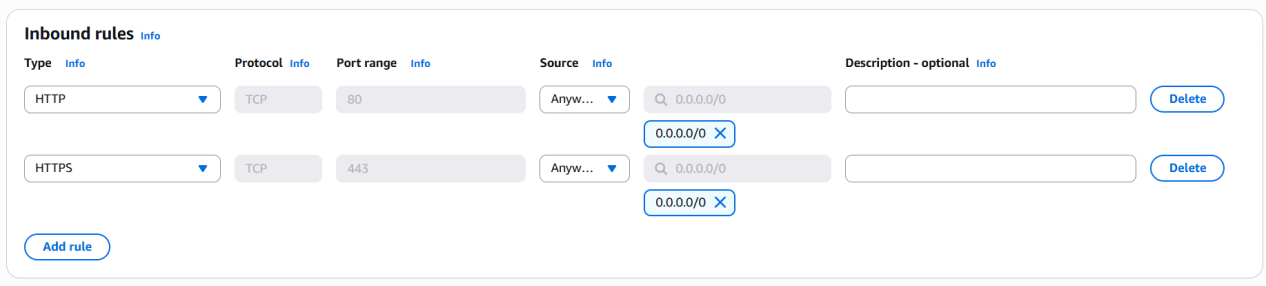 Inbound rules Info
Type Info Protocol Info Port range Info Source Info Description - optional Info
HTTP TCP 80 Anyw... 0.0.0.0/0 Delete
0.0.0.0/0
HTTPS TCP 443 Anyw... 0.0.0.0/0 Delete
0.0.0.0/0
Add rule